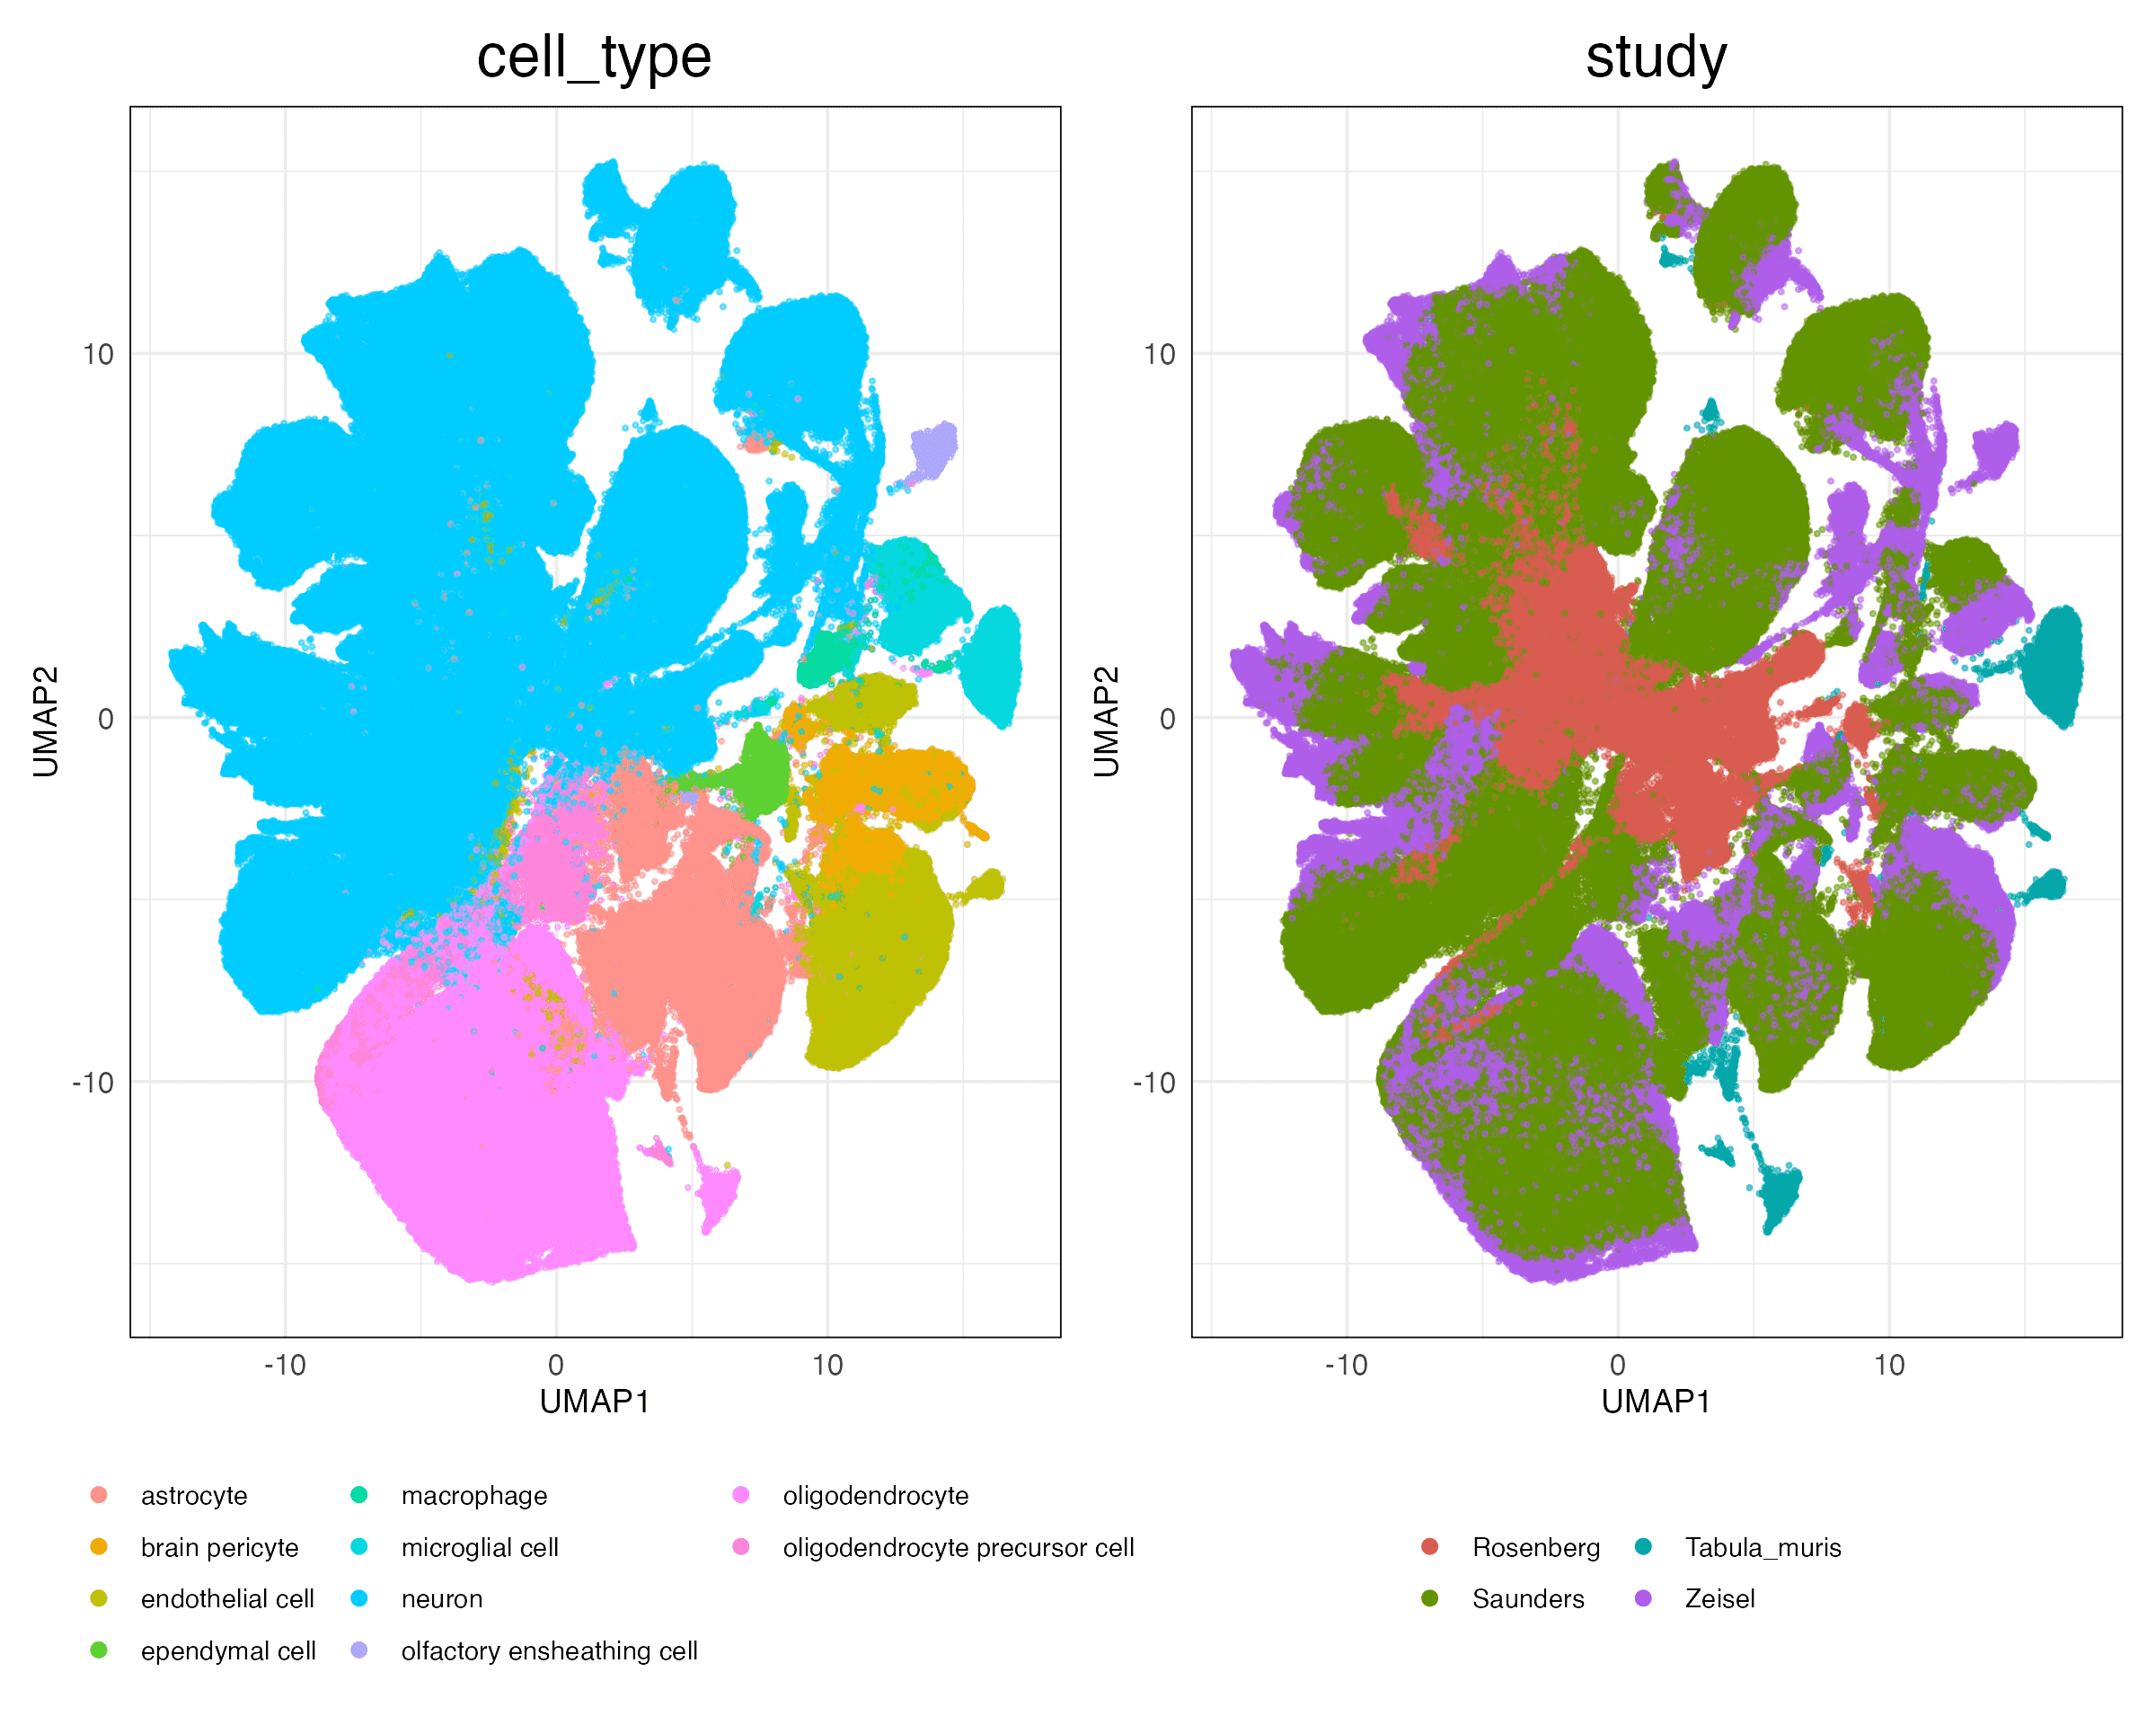 cell_type
study
UMAP2
10
0
-10
-10
0
10
UMAP1
UMAP2
10
0
-10
-10
0
10
UMAP1
astrocyte
brain pericyte
endothelial cell
ependymal cell
macrophage
microglial cell
neuron
olfactory ensheathing cell
oligodendrocyte
oligodendrocyte precursor cell
Rosenberg
Saunders
Tabula_muris
Zeisel